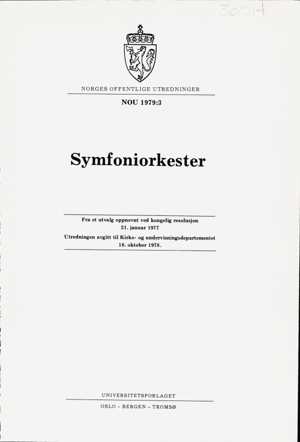 NORGES OFFENTLIGE UTREDNINGER
NOU 1979:3
Symfoniorkester
Fra et utvalg oppnevnt ved kongelig resolusjon
21. januar 1977
Utredningen avgitt til Kirke- og undervisningsdepartementet
16. oktober 1978.
UNIVERSITETSFORLAGET
OSLO – BERGEN – TROMSØ